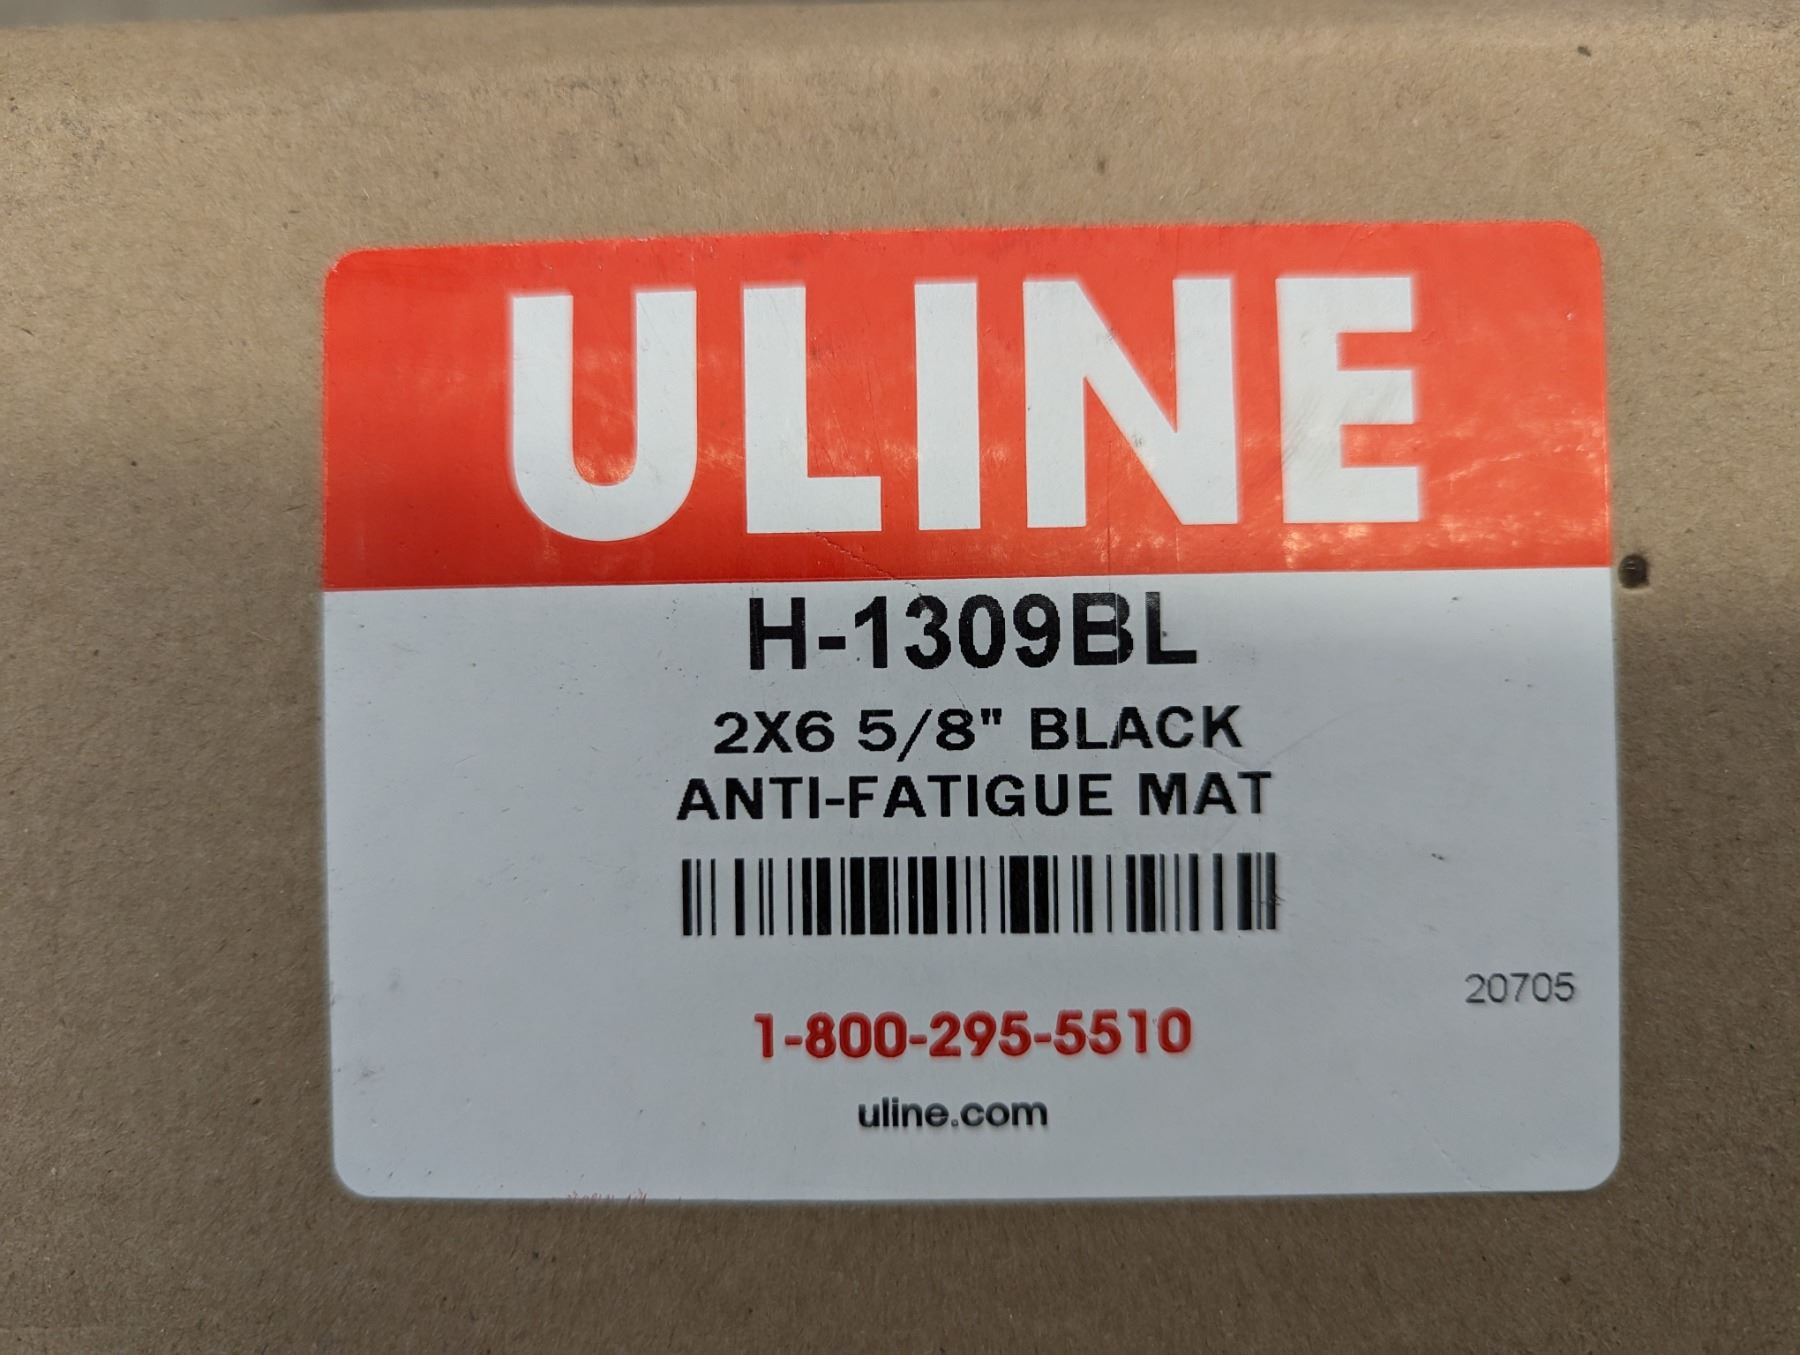 ULINE
H-1309BL
2X6 5/8" BLACK
ANTI-FATIGUE MAT
20705
1-800-295-5510
uline.com